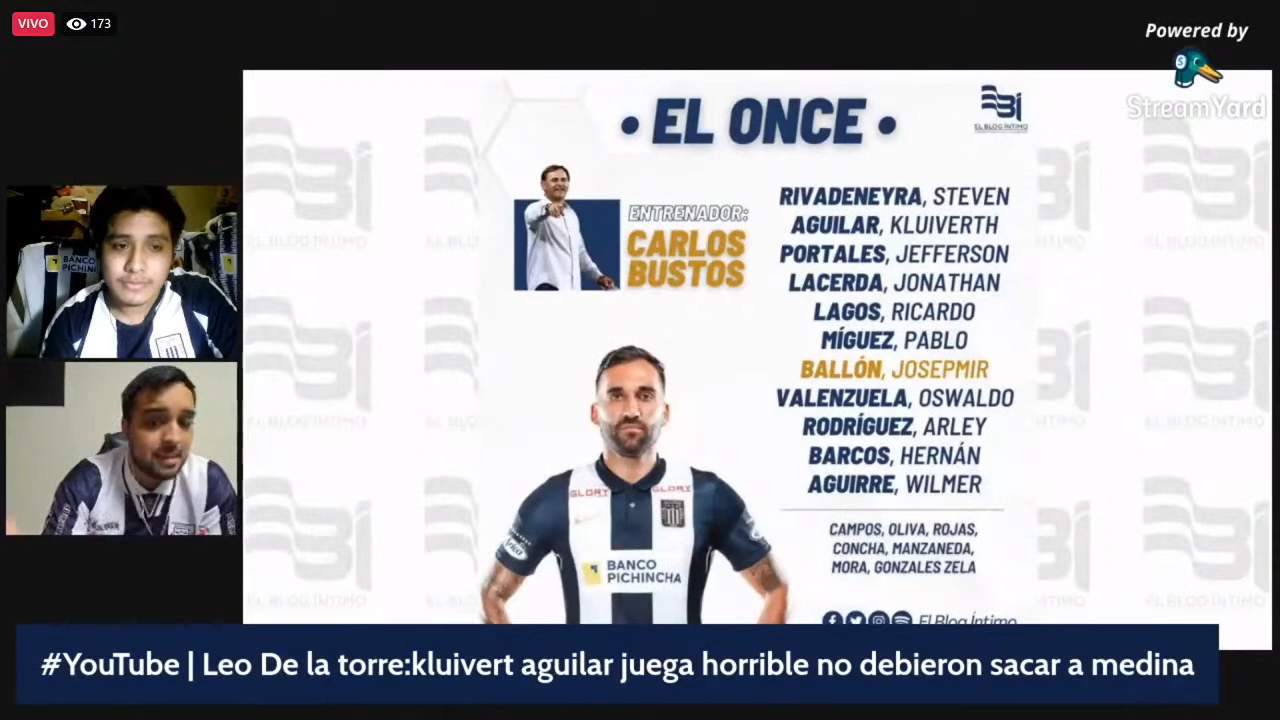 VIVO
173
Powered by
StreamYard
• EL ONCE •
EL BLOG ÍNTIMO
ENTRENADOR:
CARLOS
BUSTOS
RIVADENEYRA, STEVEN
AGUILAR, KLUIVERTH
PORTALES, JEFFERSON
LACERDA, JONATHAN
LAGOS, RICARDO
MÍGUEZ, PABLO
BALLÓN, JOSEPMIR
VALENZUELA, OSWALDO
RODRÍGUEZ, ARLEY
BARCOS, HERNÁN
AGUIRRE, WILMER
CAMPOS, OLIVA, ROJAS,
CONCHA, MANZANEDA,
MORA, GONZALES ZELA
El Blog Íntimo
GLORY
GLORY
BANCO
PICHINCHA
BANCO
PICHINC
#YouTube | Leo De la torre:kluivert aguilar juega horrible no debieron sacar a medina